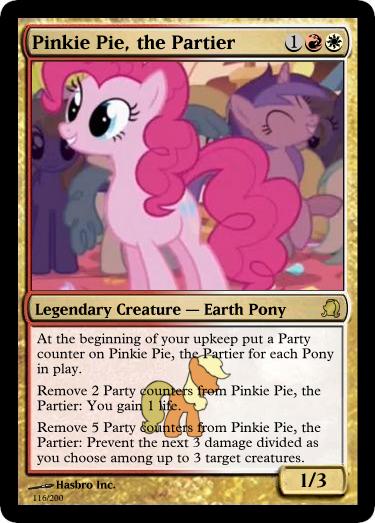 Pinkie Pie, the Partier 1
Legendary Creature — Earth Pony
At the beginning of your upkeep put a Party
counter on Pinkie Pie, the Partier for each Pony
in play.
Remove 2 Party counters from Pinkie Pie, the
Partier: You gain 1 life.
Remove 5 Party counters from Pinkie Pie, the
Partier: Prevent the next 3 damage divided as
you choose among up to 3 target creatures.
1/3
Hasbro Inc.
116/200